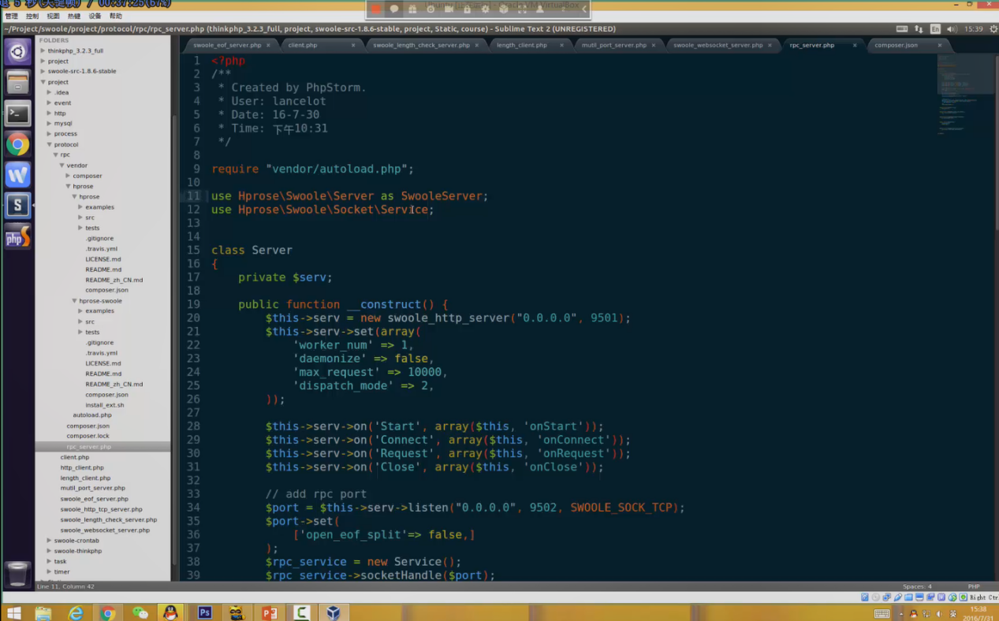 5 秒 / 00:37:25(67%)
Oracle VM VirtualBox
管理 控制 视图 热键 设备 帮助
~/Project/swoole/project/protocol/rpc/rpc_server.php (thinkphp_3.2.3_full, project, swoole-src-1.8.6-stable, project, Static, course) - Sublime Text 2 (UNREGISTERED)
En 15:39
FOLDERS
thinkphp_3.2.3_full
project
swoole-src-1.8.6-stable
project
.idea
event
http
mysql
process
protocol
rpc
vendor
composer
hprose
hprose
examples
src
tests
.gitignore
.travis.yml
LICENSE.md
README.md
README_zh_CN.md
composer.json
hprose-swoole
examples
src
tests
.gitignore
.travis.yml
LICENSE.md
README.md
README_zh_CN.md
composer.json
install_ext.sh
autoload.php
composer.json
composer.lock
rpc_server.php
client.php
http_client.php
length_client.php
mutil_port_server.php
swoole_eof_server.php
swoole_http_tcp_server.php
swoole_length_check_server.php
swoole_websocket_server.php
swoole-crontab
swoole-thinkphp
task
timer
swoole_eof_server.php × client.php × swoole_length_check_server.php × length_client.php × mutil_port_server.php × swoole_websocket_server.php × rpc_server.php × composer.json ×
1 <?php
2 /**
3  * Created by PhpStorm.
4  * User: lancelot
5  * Date: 16-7-30
6  * Time: 下午10:31
7  */
8
9 require "vendor/autoload.php";
10
11 use Hprose\Swoole\Server as SwooleServer;
12 use Hprose\Swoole\Socket\Service;
13
14
15 class Server
16 {
17     private $serv;
18
19     public function __construct() {
20         $this->serv = new swoole_http_server("0.0.0.0", 9501);
21         $this->serv->set(array(
22             'worker_num' => 1,
23             'daemonize' => false,
24             'max_request' => 10000,
25             'dispatch_mode' => 2,
26         ));
27
28         $this->serv->on('Start', array($this, 'onStart'));
29         $this->serv->on('Connect', array($this, 'onConnect'));
30         $this->serv->on('Request', array($this, 'onRequest'));
31         $this->serv->on('Close', array($this, 'onClose'));
32
33         // add rpc port
34         $port = $this->serv->listen("0.0.0.0", 9502, SWOOLE_SOCK_TCP);
35         $port->set(
36             ['open_eof_split'=> false,]
37         );
38         $rpc_service = new Service();
39         $rpc_service->socketHandle($port);
Line 11, Column 42
Spaces: 4 PHP
Right Ctrl
英 15:38
2016/7/31